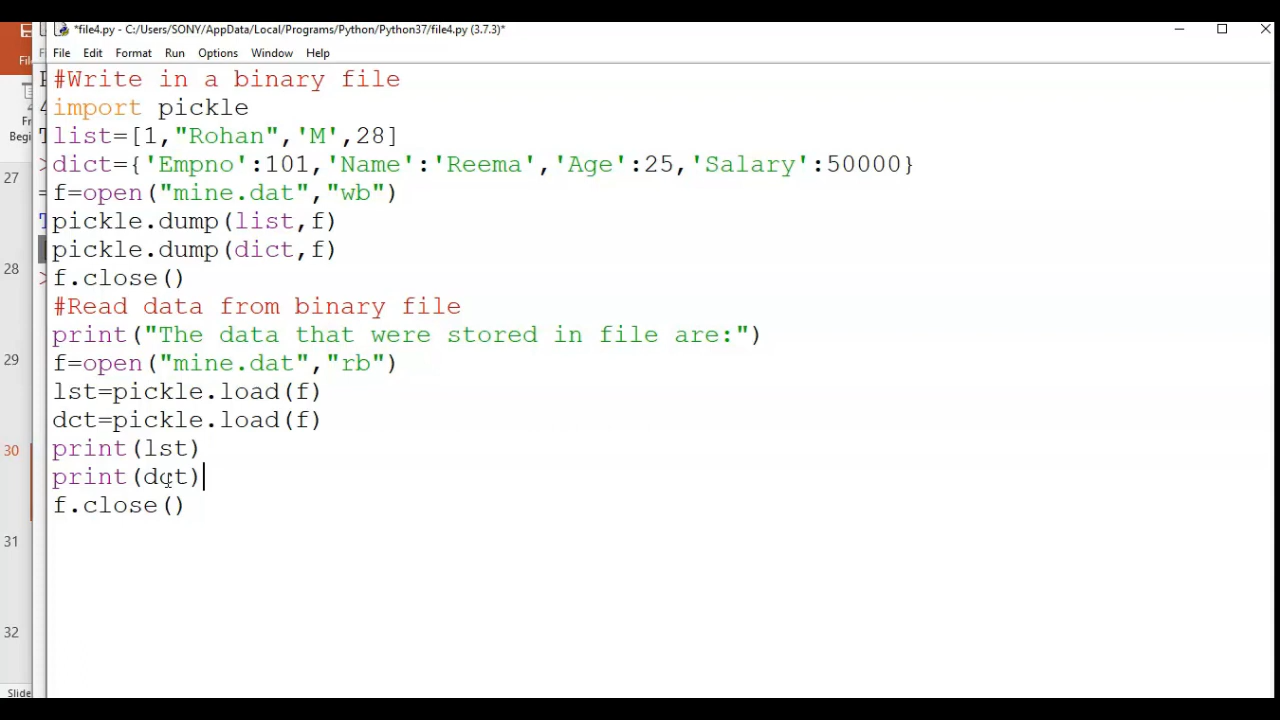 *file4.py - C:/Users/SONY/AppData/Local/Programs/Python/Python37/file4.py (3.7.3)*
File Edit Format Run Options Window Help
#Write in a binary file
import pickle
list=[1,"Rohan",'M',28]
dict={'Empno':101,'Name':'Reema','Age':25,'Salary':50000}
f=open("mine.dat","wb")
pickle.dump(list,f)
pickle.dump(dict,f)
f.close()
#Read data from binary file
print("The data that were stored in file are:")
f=open("mine.dat","rb")
lst=pickle.load(f)
dct=pickle.load(f)
print(lst)
print(dct)
f.close()
27
28
29
30
31
32
Slide